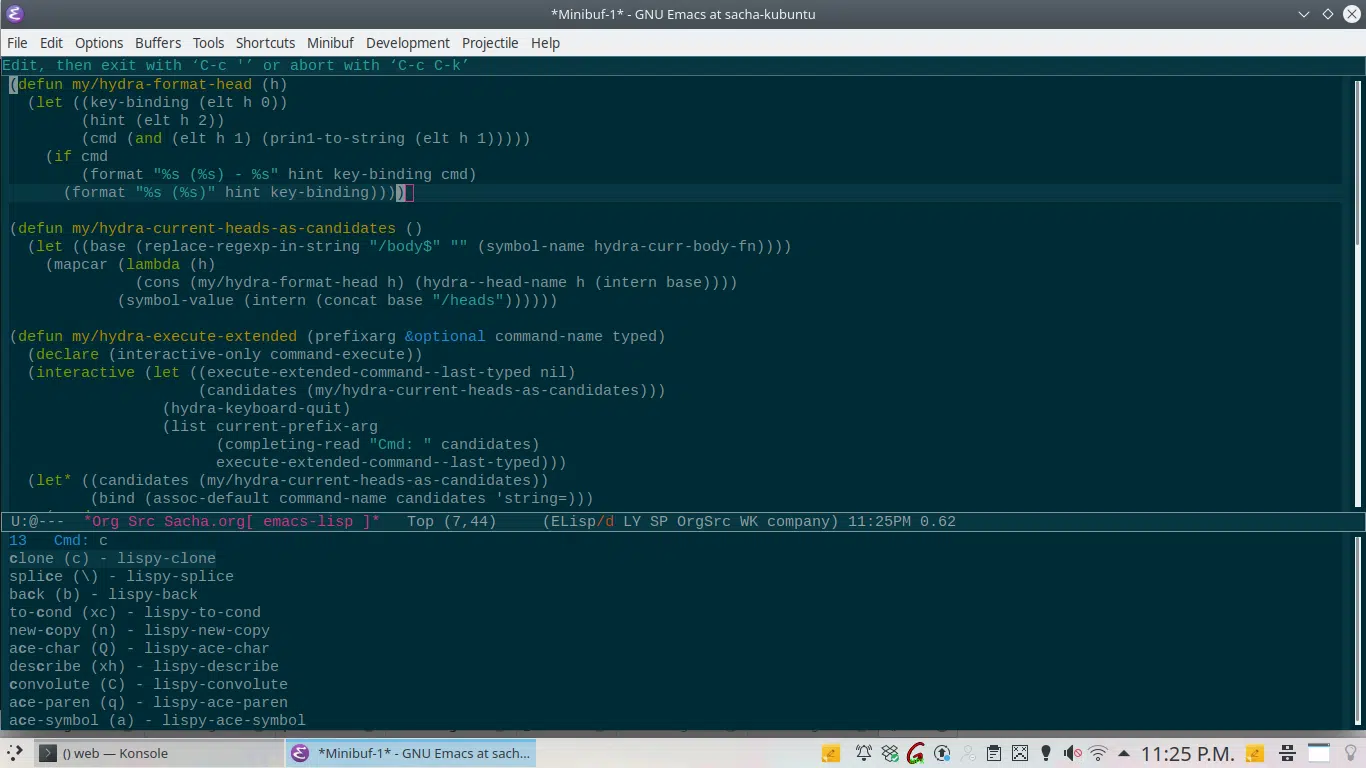 *Minibuf-1* - GNU Emacs at sacha-kubuntu
File Edit Options Buffers Tools Shortcuts Minibuf Development Projectile Help
Edit, then exit with ‘C-c '’ or abort with ‘C-c C-k’
(defun my/hydra-format-head (h)
  (let ((key-binding (elt h 0))
        (hint (elt h 2))
        (cmd (and (elt h 1) (prin1-to-string (elt h 1)))))
    (if cmd
        (format "%s (%s) - %s" hint key-binding cmd)
      (format "%s (%s)" hint key-binding))))
(defun my/hydra-current-heads-as-candidates ()
  (let ((base (replace-regexp-in-string "/body$" "" (symbol-name hydra-curr-body-fn))))
    (mapcar (lambda (h)
              (cons (my/hydra-format-head h) (hydra--head-name h (intern base))))
            (symbol-value (intern (concat base "/heads"))))))
(defun my/hydra-execute-extended (prefixarg &optional command-name typed)
  (declare (interactive-only command-execute))
  (interactive (let ((execute-extended-command--last-typed nil)
                     (candidates (my/hydra-current-heads-as-candidates)))
                 (hydra-keyboard-quit)
                 (list current-prefix-arg
                       (completing-read "Cmd: " candidates)
                       execute-extended-command--last-typed)))
  (let* ((candidates (my/hydra-current-heads-as-candidates))
         (bind (assoc-default command-name candidates 'string=)))
U:@--- *Org Src Sacha.org[ emacs-lisp ]* Top (7,44) (ELisp/d LY SP OrgSrc WK company) 11:25PM 0.62
13 Cmd: c
clone (c) - lispy-clone
splice (\) - lispy-splice
back (b) - lispy-back
to-cond (xc) - lispy-to-cond
new-copy (n) - lispy-new-copy
ace-char (Q) - lispy-ace-char
describe (xh) - lispy-describe
convolute (C) - lispy-convolute
ace-paren (q) - lispy-ace-paren
ace-symbol (a) - lispy-ace-symbol
() web — Konsole
*Minibuf-1* - GNU Emacs at sach...
11:25 P.M.